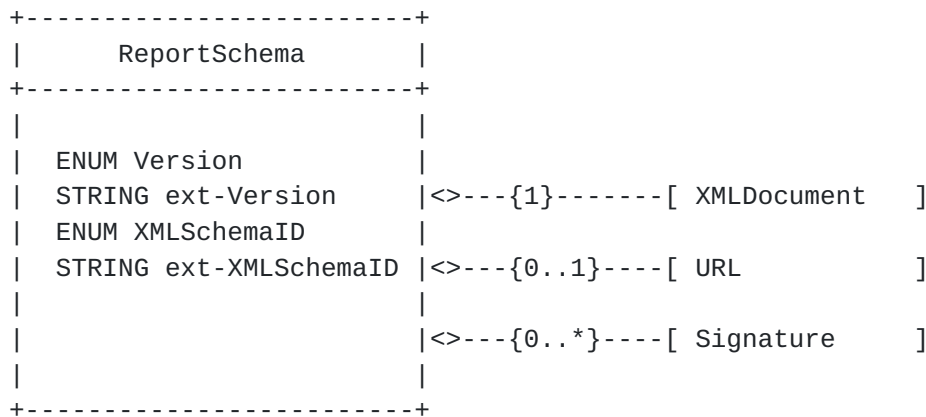 +--------------------------+
|      ReportSchema        |
+--------------------------+
|                          |
|  ENUM Version            |
|  STRING ext-Version      |<>---{1}-------[ XMLDocument   ]
|  ENUM XMLSchemaID        |
|  STRING ext-XMLSchemaID  |<>---{0..1}----[ URL           ]
|                          |
|                          |<>---{0..*}----[ Signature     ]
|                          |
+--------------------------+